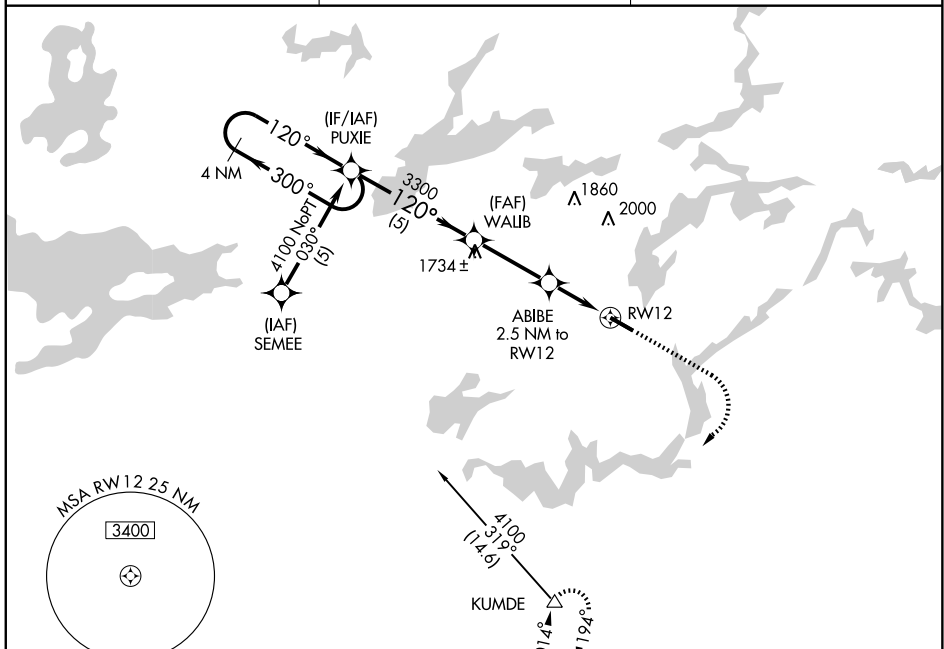 (IF/IAF)
PUXIE
120°
4 NM
300°
3300
120°
(5)
4100 NoPT
030°
(5)
(IAF)
SEMEE
(FAF)
WALIB
1734 ±
1860
2000
ABIBE
2.5 NM to
RW12
RW12
MSA RW12 25 NM
3400
4100
319°
(14.6)
KUMDE
014°
194°